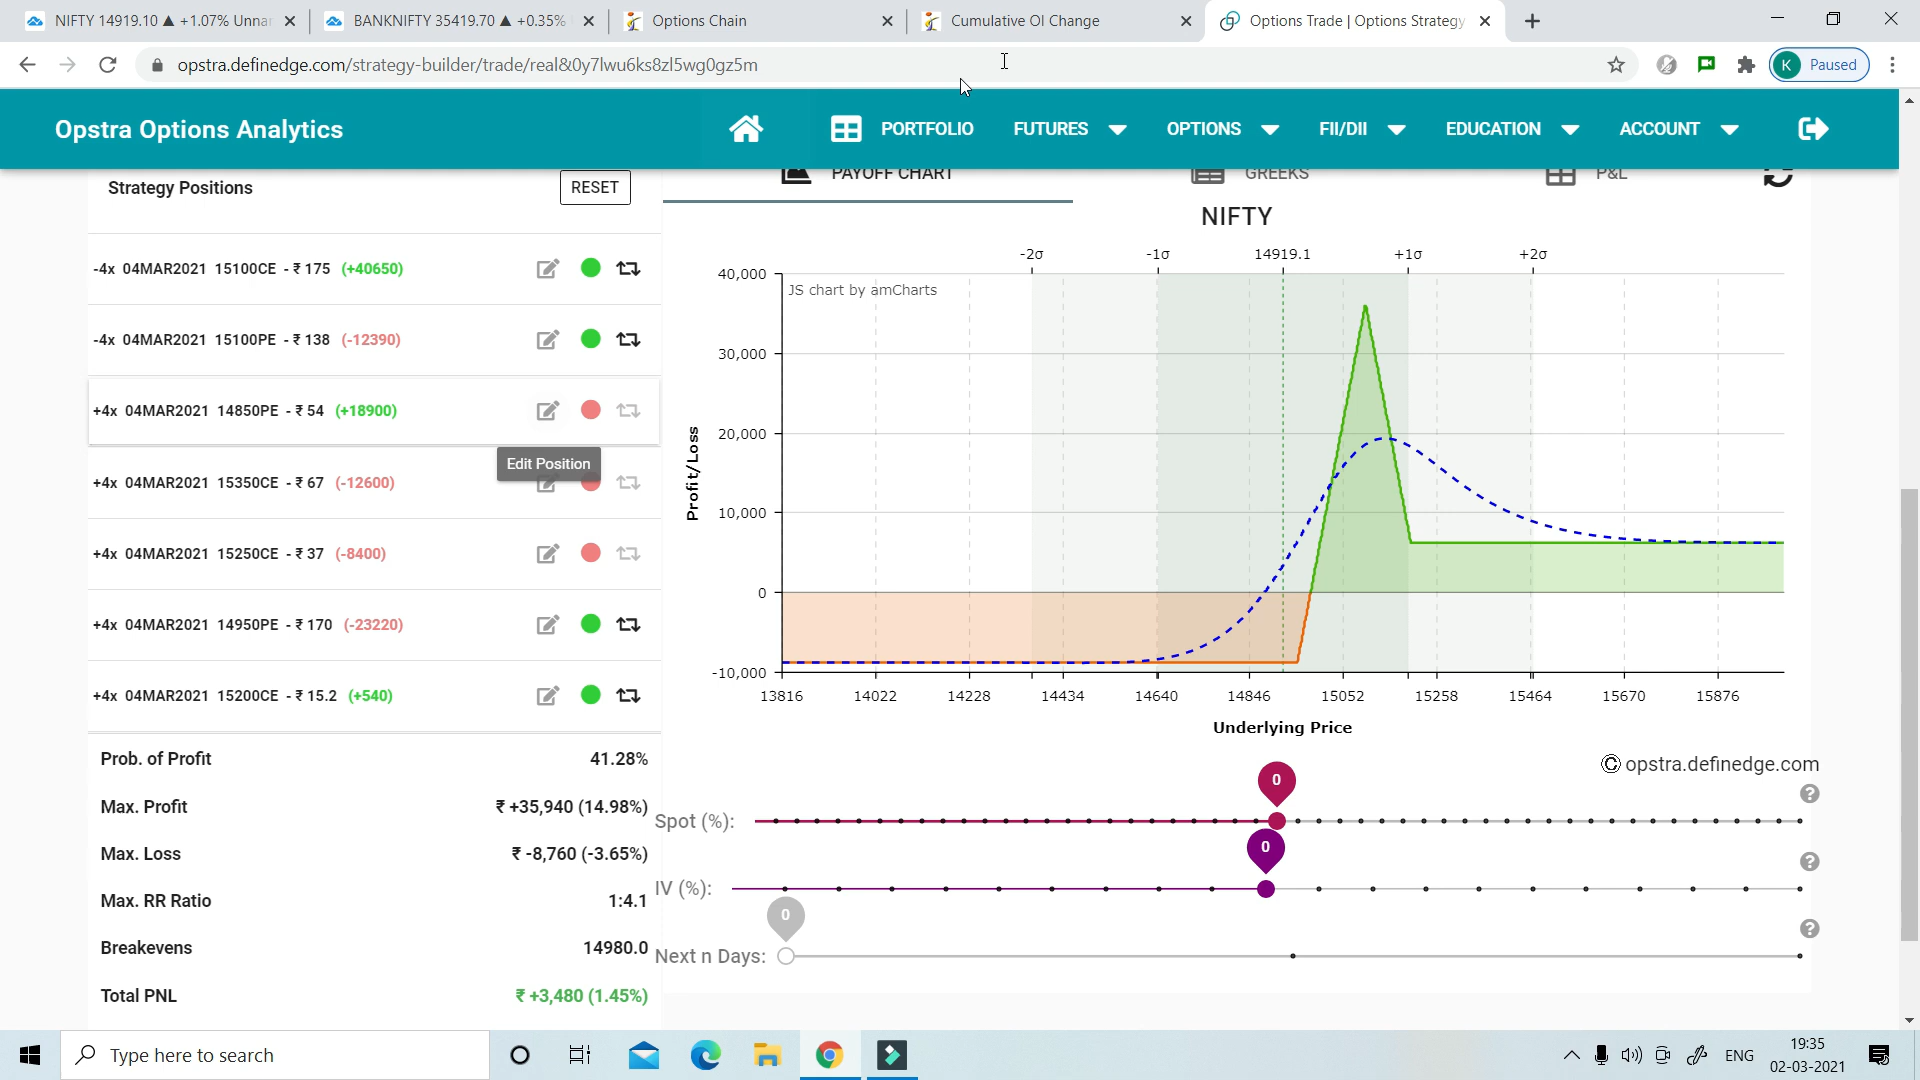 NIFTY 14919.10 ▲ +1.07% Unnar
BANKNIFTY 35419.70 ▲ +0.35%
Options Chain
Cumulative OI Change
Options Trade | Options Strategy
opstra.definedge.com/strategy-builder/trade/real&0y7lwu6ks8zl5wg0gz5m
K Paused
Opstra Options Analytics
PORTFOLIO
FUTURES
OPTIONS
FII/DII
EDUCATION
ACCOUNT
Strategy Positions
RESET
PAYOFF CHART
GREEKS
P&L
NIFTY
-4x 04MAR2021 15100CE - ₹ 175 (+40650)
-4x 04MAR2021 15100PE - ₹ 138 (-12390)
+4x 04MAR2021 14850PE - ₹ 54 (+18900)
Edit Position
+4x 04MAR2021 15350CE - ₹ 67 (-12600)
+4x 04MAR2021 15250CE - ₹ 37 (-8400)
+4x 04MAR2021 14950PE - ₹ 170 (-23220)
+4x 04MAR2021 15200CE - ₹ 15.2 (+540)
Prob. of Profit 41.28%
Max. Profit ₹ +35,940 (14.98%)
Max. Loss ₹ -8,760 (-3.65%)
Max. RR Ratio 1:4.1
Breakevens 14980.0
Total PNL ₹ +3,480 (1.45%)
-2σ -1σ 14919.1 +1σ +2σ
JS chart by amCharts
40,000
30,000
20,000
10,000
0
-10,000
Profit/Loss
13816 14022 14228 14434 14640 14846 15052 15258 15464 15670 15876
Underlying Price
© opstra.definedge.com
0
Spot (%):
0
IV (%):
0
Next n Days:
Type here to search
ENG
19:35
02-03-2021